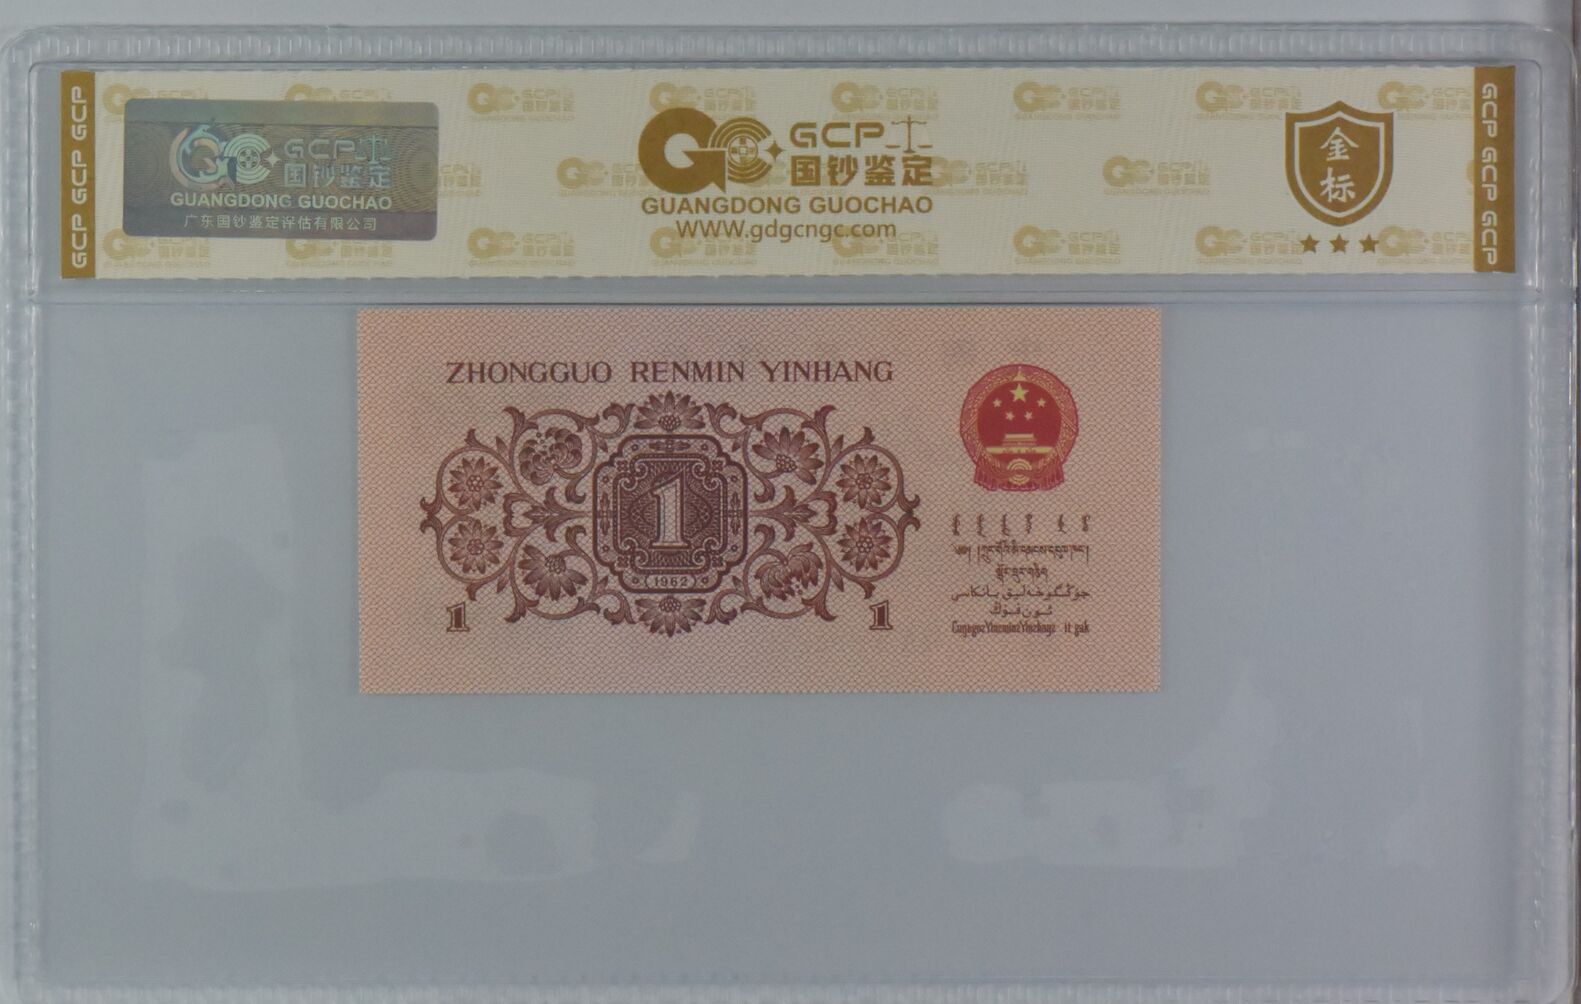 GCP GCP GCP
GCP
国钞鉴定
GUANGDONG GUOCHAO
广东国钞鉴定评估有限公司
GCP
国钞鉴定
GUANGDONG GUOCHAO
WWW.gdgcngc.com
金
标
GCP GCP GCP
ZHONGGUO RENMIN YINHANG
1
1962
1
1